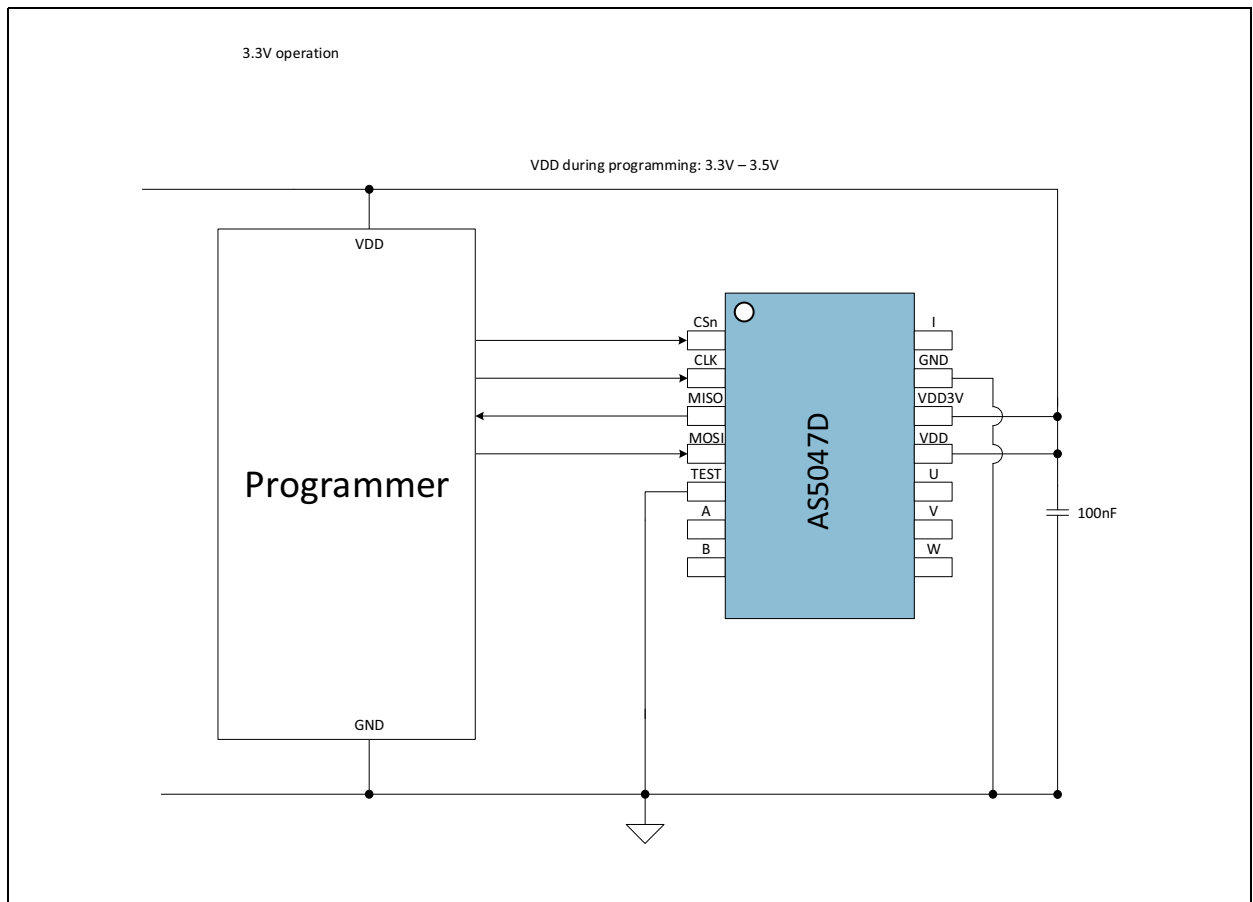 3.3V operation
VDD during programming: 3.3V – 3.5V
VDD
Programmer
GND
CSn
CLK
MISO
MOSI
TEST
A
B
AS5047D
I
GND
VDD3V
VDD
U
V
W
100nF